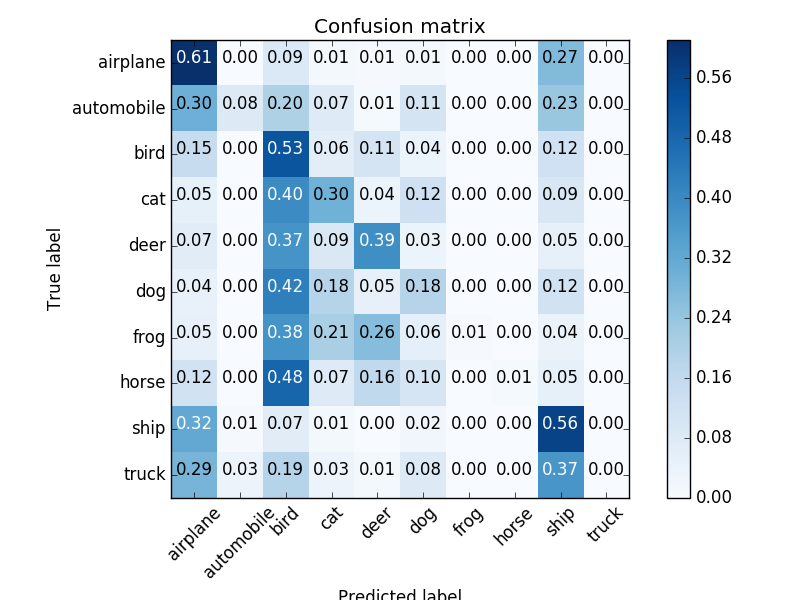 Confusion matrix
airplane 0.61 0.00 0.09 0.01 0.01 0.01 0.00 0.00 0.27 0.00
automobile 0.30 0.08 0.20 0.07 0.01 0.11 0.00 0.00 0.23 0.00
bird 0.15 0.00 0.53 0.06 0.11 0.04 0.00 0.00 0.12 0.00
cat 0.05 0.00 0.40 0.30 0.04 0.12 0.00 0.00 0.09 0.00
deer 0.07 0.00 0.37 0.09 0.39 0.03 0.00 0.00 0.05 0.00
dog 0.04 0.00 0.42 0.18 0.05 0.18 0.00 0.00 0.12 0.00
frog 0.05 0.00 0.38 0.21 0.26 0.06 0.01 0.00 0.04 0.00
horse 0.12 0.00 0.48 0.07 0.16 0.10 0.00 0.01 0.05 0.00
ship 0.32 0.01 0.07 0.01 0.00 0.02 0.00 0.00 0.56 0.00
truck 0.29 0.03 0.19 0.03 0.01 0.08 0.00 0.00 0.37 0.00
airplane automobile bird cat deer dog frog horse ship truck
True label
Predicted label
0.56
0.48
0.40
0.32
0.24
0.16
0.08
0.00